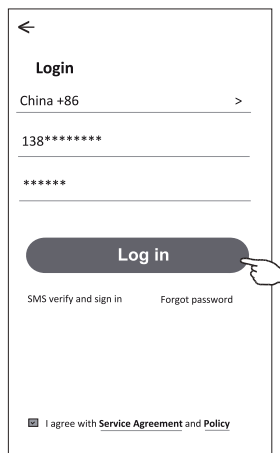 Login
China +86 >
138********
******
Log in
SMS verify and sign in Forgot password
I agree with Service Agreement and Policy